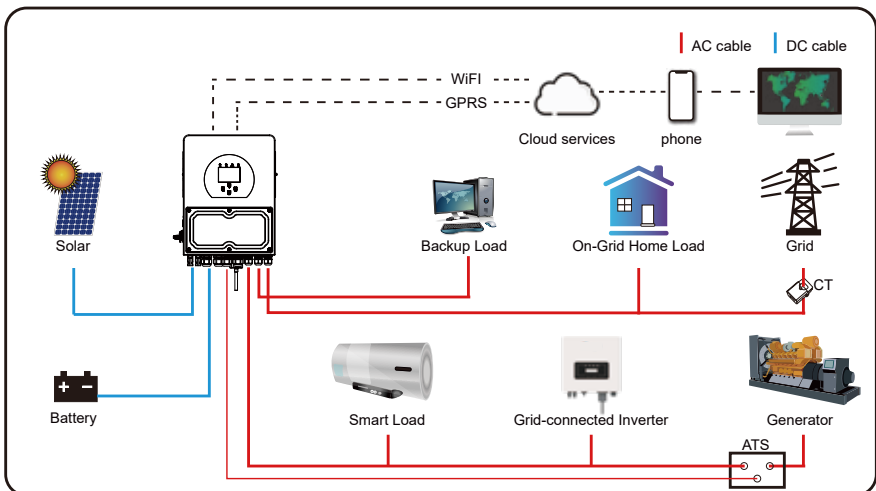 AC cable
DC cable
WiFI
GPRS
Cloud services
phone
Solar
Backup Load
On-Grid Home Load
Grid
CT
Battery
Smart Load
Grid-connected Inverter
Generator
ATS